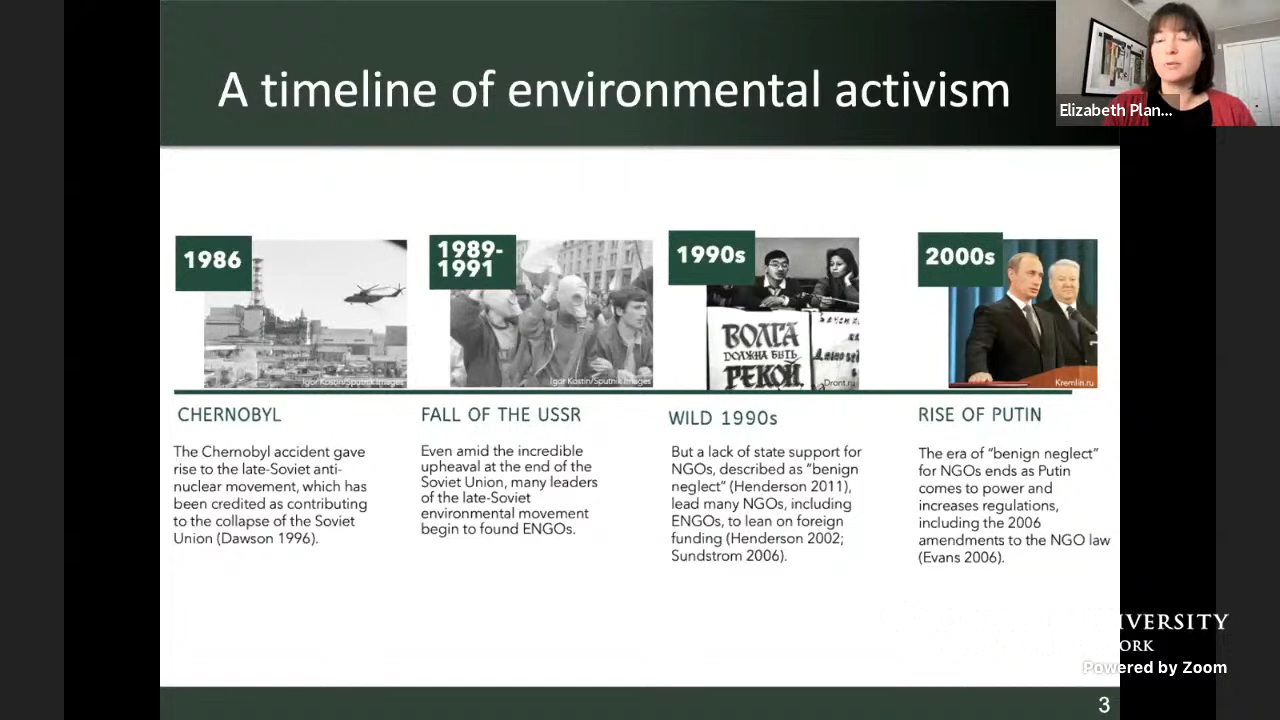 A timeline of environmental activism
Elizabeth Plan...
1986
1989-
1991
1990s
2000s
ВОЛГА
ДОЛЖНА БЫТЬ
РЕКОЙ.
Igor Kostin/Sputnik Images
Igor Kostin/Sputnik Images
Dront.ru
Kremlin.ru
CHERNOBYL
The Chernobyl accident gave
rise to the late-Soviet anti-
nuclear movement, which has
been credited as contributing
to the collapse of the Soviet
Union (Dawson 1996).
FALL OF THE USSR
Even amid the incredible
upheaval at the end of the
Soviet Union, many leaders
of the late-Soviet
environmental movement
begin to found ENGOs.
WILD 1990s
But a lack of state support for
NGOs, described as “benign
neglect” (Henderson 2011),
lead many NGOs, including
ENGOs, to lean on foreign
funding (Henderson 2002;
Sundstrom 2006).
RISE OF PUTIN
The era of “benign neglect”
for NGOs ends as Putin
comes to power and
increases regulations,
including the 2006
amendments to the NGO law
(Evans 2006).
IVERSITY
ORK
Powered by Zoom
3